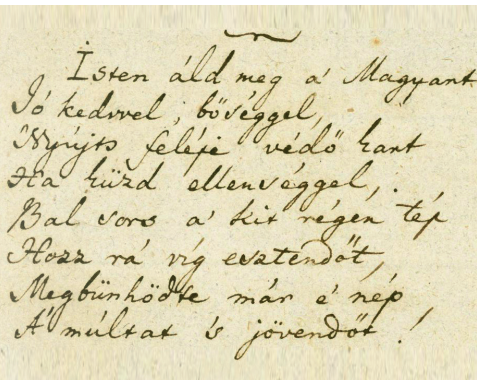 Isten áld meg a' Magyart
Jó kedvvel, bőséggel,
Nyújts feléje védő kart
Ha küzd ellenséggel,
Bal sors a' kit régen tép
Hozz rá víg esztendőt,
Megbünhödte már e' nép
A' múltat 's jövendőt!